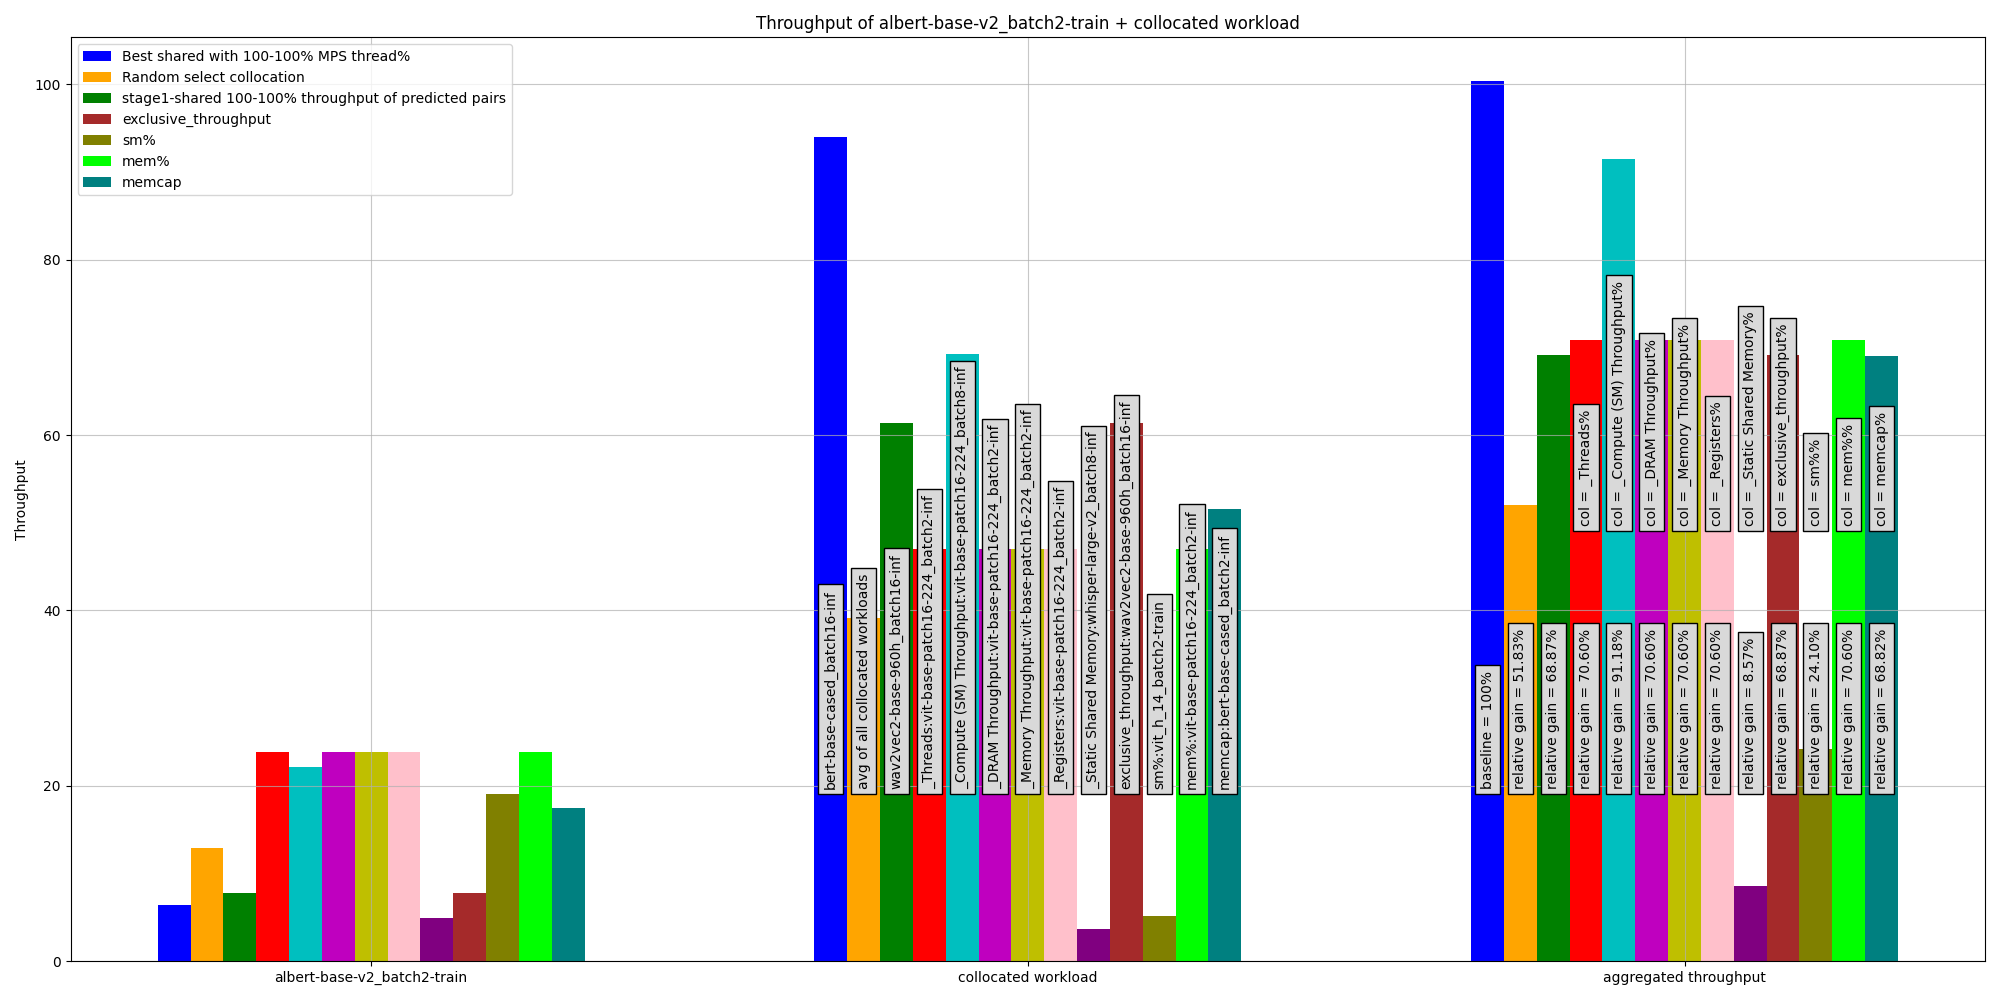 Throughput of albert-base-v2_batch2-train + collocated workload
Best shared with 100-100% MPS thread%
Random select collocation
stage1-shared 100-100% throughput of predicted pairs
exclusive_throughput
sm%
mem%
memcap
Throughput
100
80
60
40
20
0
bert-base-cased_batch16-inf
avg of all collocated workloads
wav2vec2-base-960h_batch16-inf
_Threads:vit-base-patch16-224_batch2-inf
_Compute (SM) Throughput:vit-base-patch16-224_batch8-inf
_DRAM Throughput:vit-base-patch16-224_batch2-inf
_Memory Throughput:vit-base-patch16-224_batch2-inf
_Registers:vit-base-patch16-224_batch2-inf
_Static Shared Memory:whisper-large-v2_batch8-inf
exclusive_throughput:wav2vec2-base-960h_batch16-inf
sm%:vit_h_14_batch2-train
mem%:vit-base-patch16-224_batch2-inf
memcap:bert-base-cased_batch2-inf
col = _Threads%
col = _Compute (SM) Throughput%
col = _DRAM Throughput%
col = _Memory Throughput%
col = _Registers%
col = _Static Shared Memory%
col = exclusive_throughput%
col = sm%%
col = mem%%
col = memcap%
baseline = 100%
relative gain = 51.83%
relative gain = 68.87%
relative gain = 70.60%
relative gain = 91.18%
relative gain = 70.60%
relative gain = 70.60%
relative gain = 70.60%
relative gain = 8.57%
relative gain = 68.87%
relative gain = 24.10%
relative gain = 70.60%
relative gain = 68.82%
albert-base-v2_batch2-train
collocated workload
aggregated throughput